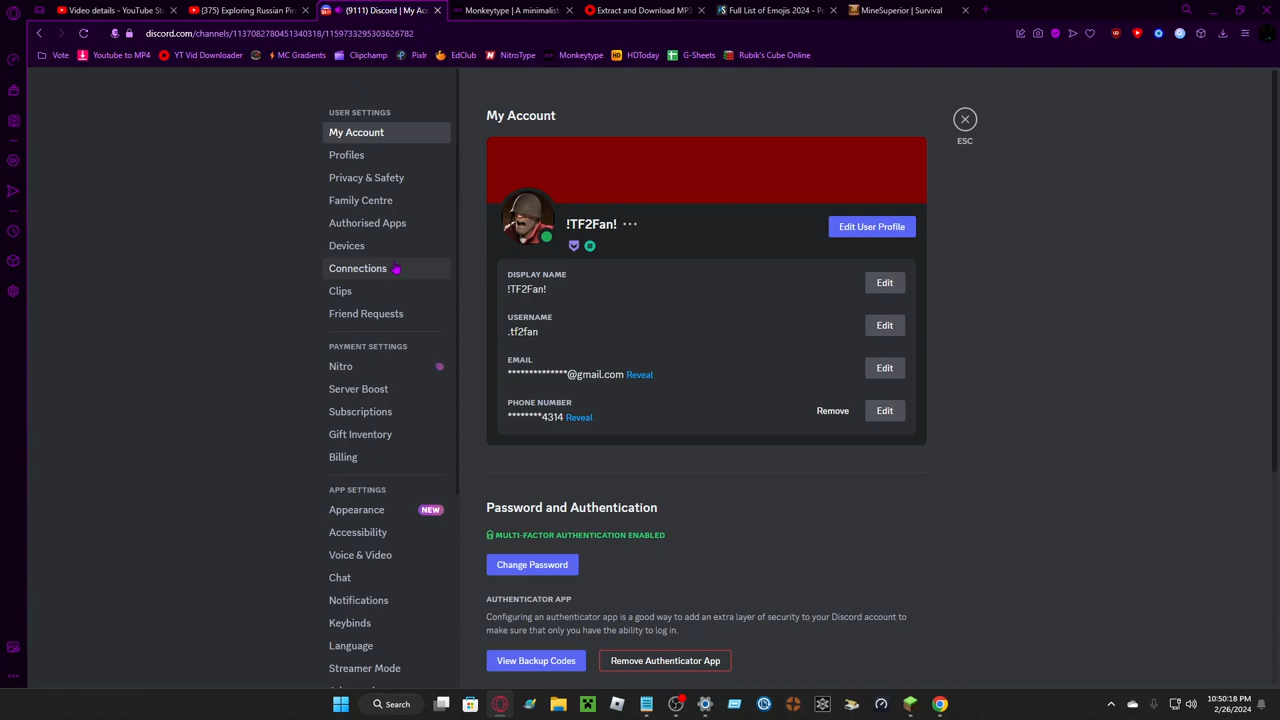 Video details - YouTube St
(375) Exploring Russian Pira
(9111) Discord | My Acc
Monkeytype | A minimalist
Extract and Download MP3
Full List of Emojis 2024 - P
MineSuperior | Survival
discord.com/channels/1137082780451340318/1159733295303626782
Vote
Youtube to MP4
YT Vid Downloader
MC Gradients
Clipchamp
Pixlr
EdClub
NitroType
Monkeytype
HDToday
G-Sheets
Rubik's Cube Online
USER SETTINGS
My Account
Profiles
Privacy & Safety
Family Centre
Authorised Apps
Devices
Connections
Clips
Friend Requests
PAYMENT SETTINGS
Nitro
Server Boost
Subscriptions
Gift Inventory
Billing
APP SETTINGS
Appearance NEW
Accessibility
Voice & Video
Chat
Notifications
Keybinds
Language
Streamer Mode
My Account
ESC
!TF2Fan!
Edit User Profile
DISPLAY NAME
!TF2Fan!
Edit
USERNAME
.tf2fan
Edit
EMAIL
**************@gmail.com Reveal
Edit
PHONE NUMBER
********4314 Reveal
Remove Edit
Password and Authentication
MULTI-FACTOR AUTHENTICATION ENABLED
Change Password
AUTHENTICATOR APP
Configuring an authenticator app is a good way to add an extra layer of security to your Discord account to
make sure that only you have the ability to log in.
View Backup Codes Remove Authenticator App
Search
10:50:18 PM
2/26/2024